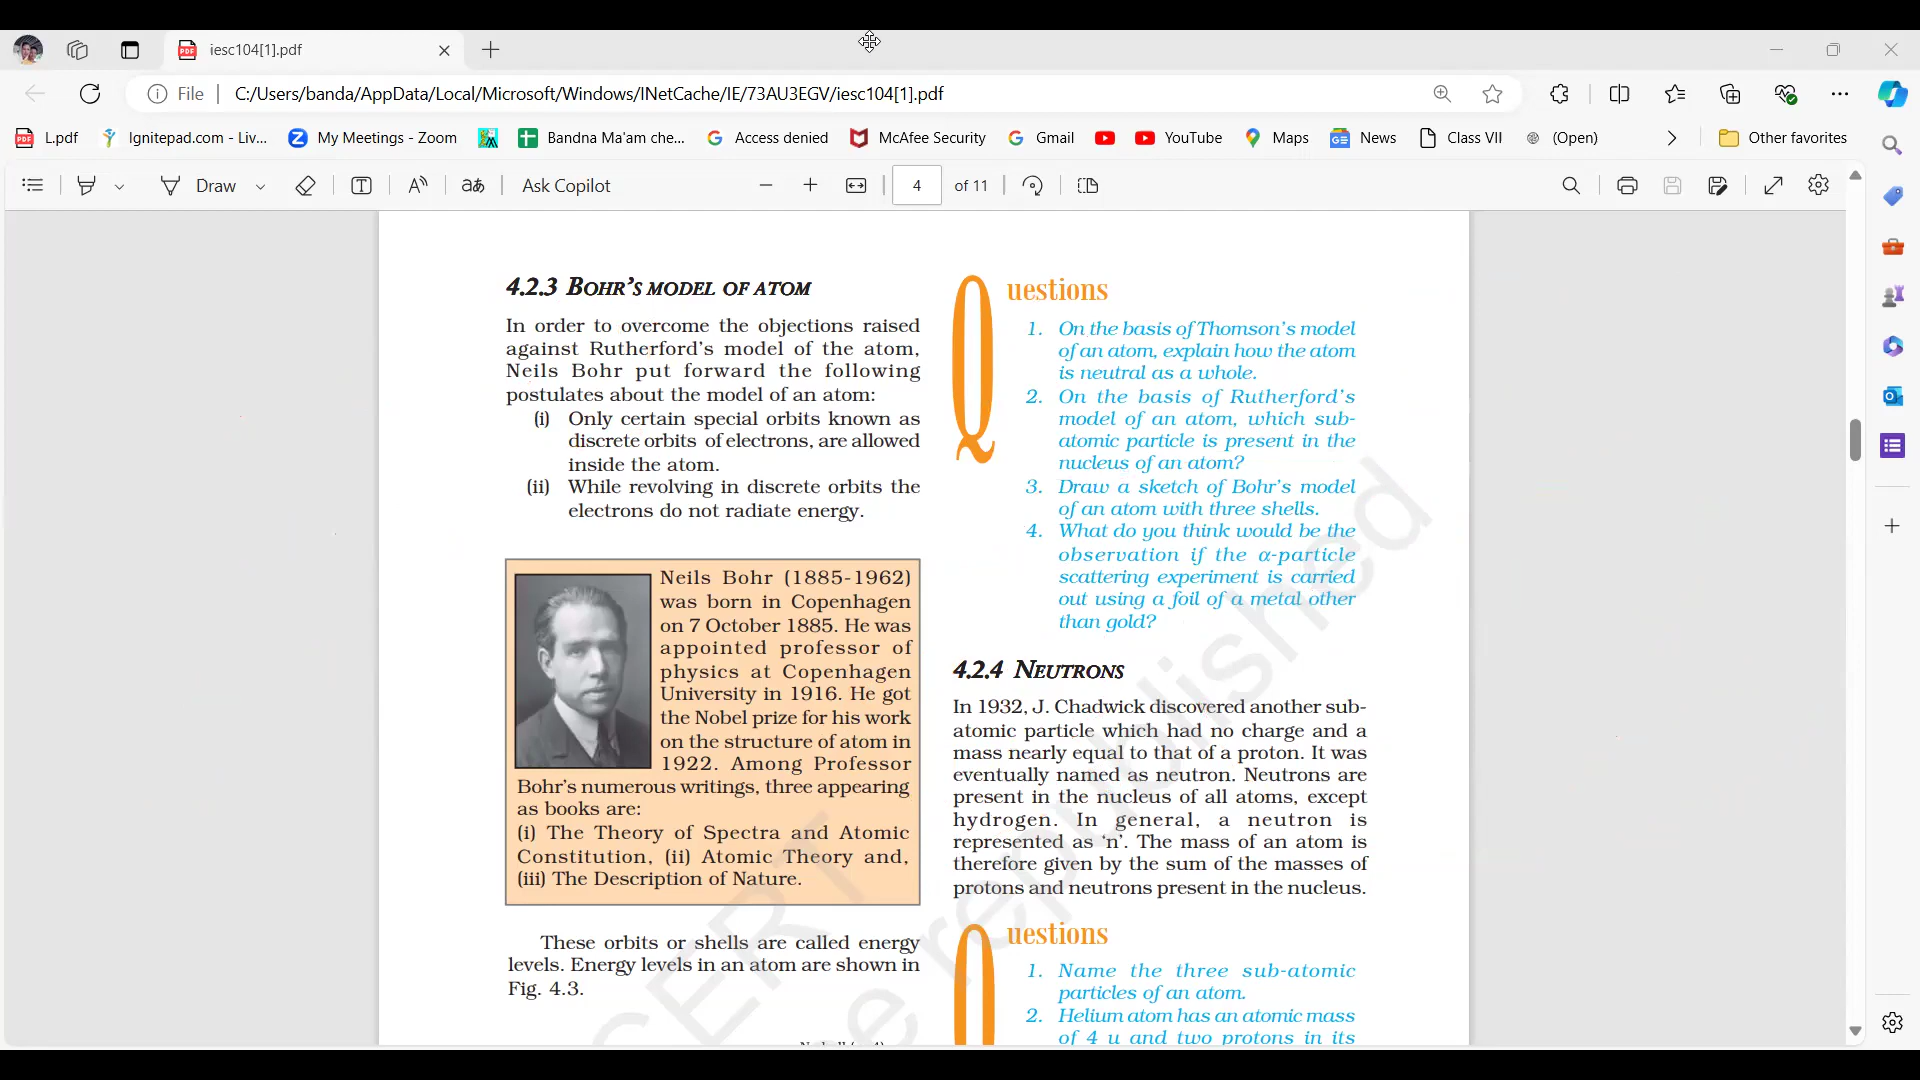 iesc104[1].pdf
File
C:/Users/banda/AppData/Local/Microsoft/Windows/INetCache/IE/73AU3EGV/iesc104[1].pdf
L.pdf
Ignitepad.com - Liv...
My Meetings - Zoom
Bandna Ma'am che...
Access denied
McAfee Security
Gmail
YouTube
Maps
News
Class VII
(Open)
Other favorites
Draw
aあ
Ask Copilot
4
of 11
4.2.3 BOHR'S MODEL OF ATOM
In order to overcome the objections raised
against Rutherford's model of the atom,
Neils Bohr put forward the following
postulates about the model of an atom:
(i) Only certain special orbits known as
discrete orbits of electrons, are allowed
inside the atom.
(ii) While revolving in discrete orbits the
electrons do not radiate energy.
Neils Bohr (1885-1962)
was born in Copenhagen
on 7 October 1885. He was
appointed professor of
physics at Copenhagen
University in 1916. He got
the Nobel prize for his work
on the structure of atom in
1922. Among Professor
Bohr's numerous writings, three appearing
as books are:
(i) The Theory of Spectra and Atomic
Constitution, (ii) Atomic Theory and,
(iii) The Description of Nature.
These orbits or shells are called energy
levels. Energy levels in an atom are shown in
Fig. 4.3.
Questions
1. On the basis of Thomson's model
of an atom, explain how the atom
is neutral as a whole.
2. On the basis of Rutherford's
model of an atom, which sub-
atomic particle is present in the
nucleus of an atom?
3. Draw a sketch of Bohr's model
of an atom with three shells.
4. What do you think would be the
observation if the α-particle
scattering experiment is carried
out using a foil of a metal other
than gold?
4.2.4 NEUTRONS
In 1932, J. Chadwick discovered another sub-
atomic particle which had no charge and a
mass nearly equal to that of a proton. It was
eventually named as neutron. Neutrons are
present in the nucleus of all atoms, except
hydrogen. In general, a neutron is
represented as 'n'. The mass of an atom is
therefore given by the sum of the masses of
protons and neutrons present in the nucleus.
Questions
1. Name the three sub-atomic
particles of an atom.
2. Helium atom has an atomic mass
of 4 u and two protons in its
republished